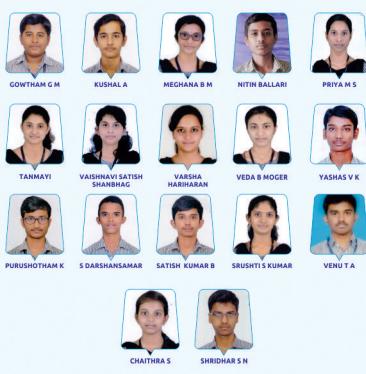 GOWTHAM G M
KUSHAL A
MEGHANA B M
NITIN BALLARI
PRIYA M S
TANMAYI
VAISHNAVI SATISH
SHANBHAG
VARSHA
HARIHARAN
VEDA B MOGER
YASHAS V K
PURUSHOTHAM K
S DARSHANSAMAR
SATISH KUMAR B
SRUSHTI S KUMAR
VENU T A
CHAITHRA S
SHRIDHAR S N